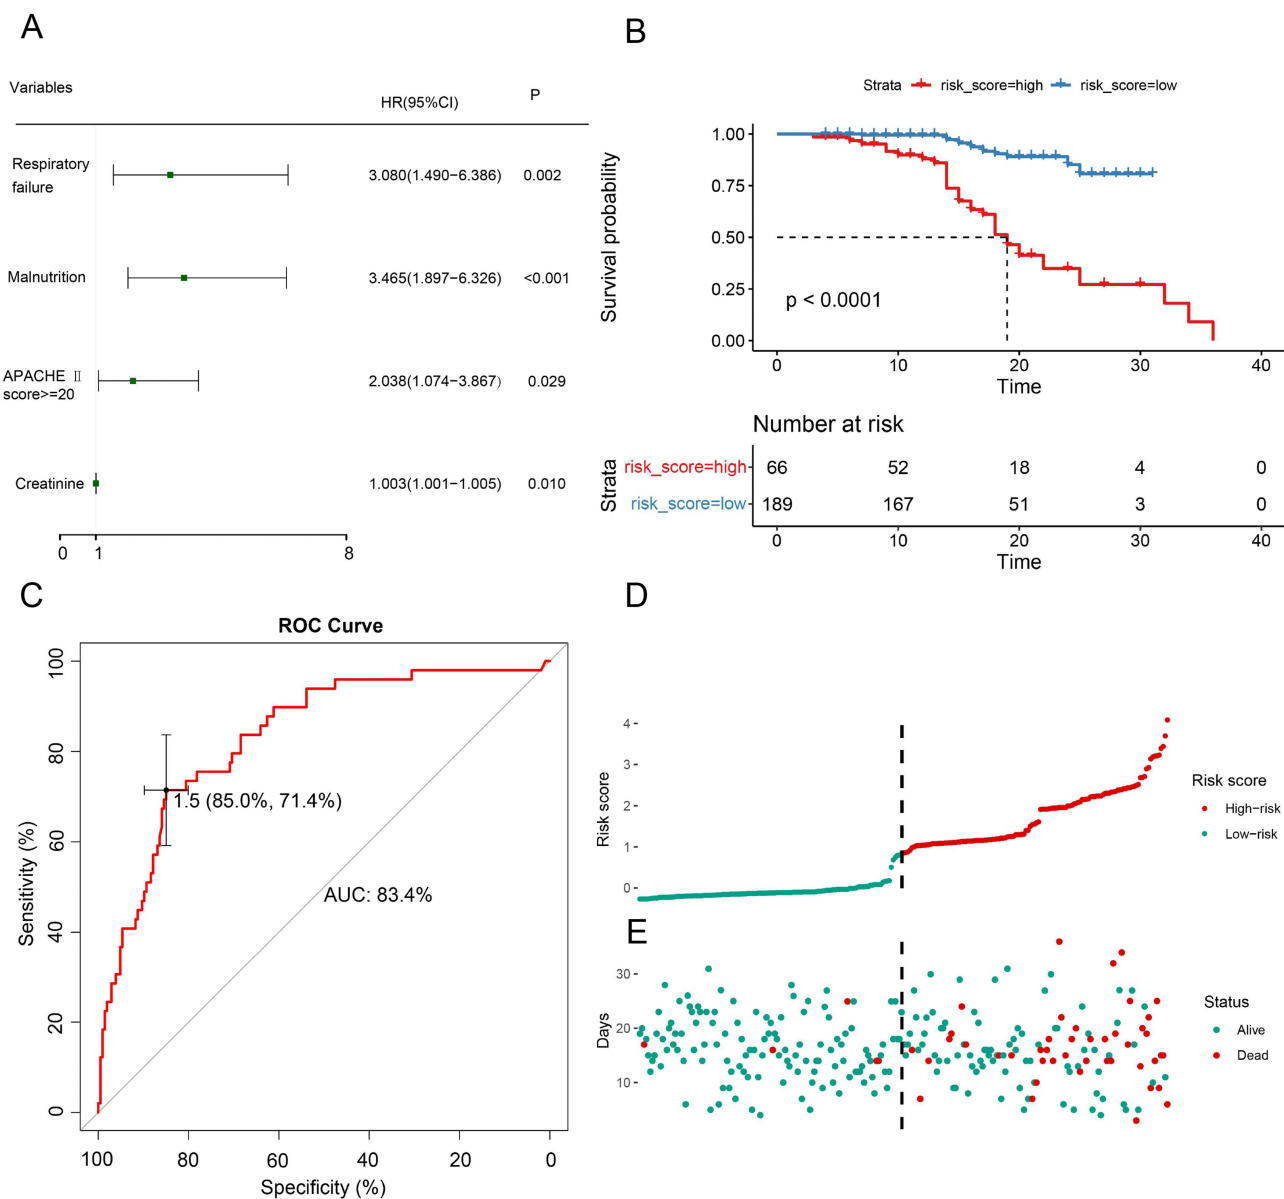 A
Variables HR(95%CI) P
Respiratory
failure
3.080(1.490−6.386) 0.002
Malnutrition 3.465(1.897−6.326) <0.001
APACHE Ⅱ
score>=20
2.038(1.074−3.867) 0.029
Creatinine 1.003(1.001−1.005) 0.010
0 1 8
B
Strata risk_score=high risk_score=low
Survival probability
1.00
0.75
0.50
0.25
0.00
p < 0.0001
0 10 20 30 40
Time
Number at risk
Strata
risk_score=high 66 52 18 4 0
risk_score=low 189 167 51 3 0
0 10 20 30 40
Time
C
ROC Curve
Sensitivity (%)
100
80
60
40
20
0
1.5 (85.0%, 71.4%)
AUC: 83.4%
100 80 60 40 20 0
Specificity (%)
D
Risk score
4
3
2
1
0
Risk score
High-risk
Low-risk
E
Days
30
20
10
Status
Alive
Dead